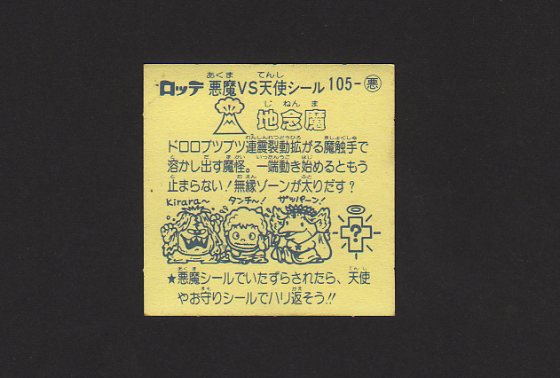 ロッテ 悪魔VS天使シール 105-悪
地念魔
ドロロプツプツ連震裂動拡がる魔触手で
溶かし出す魔怪。一端動き始めるともう
止まらない!無縁ゾーンが太りだす?
Kirara〜 タンチャ! ザッパーン!
?
★悪魔シールでいたずらされたら、天使
やお守りシールでハリ返そう!!